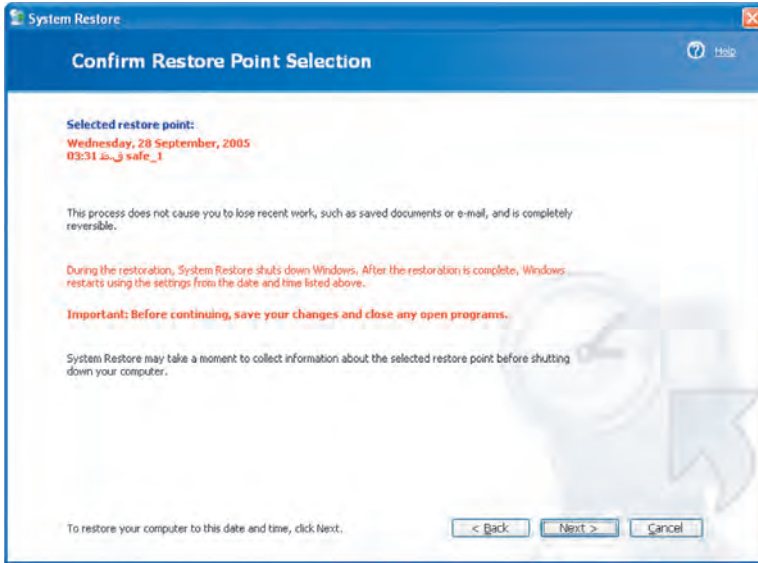 System Restore
Confirm Restore Point Selection
Help
Selected restore point:
Wednesday, 28 September, 2005
03:31 ق.ظ safe_1
This process does not cause you to lose recent work, such as saved documents or e-mail, and is completely
reversible.
During the restoration, System Restore shuts down Windows. After the restoration is complete, Windows
restarts using the settings from the date and time listed above.
Important: Before continuing, save your changes and close any open programs.
System Restore may take a moment to collect information about the selected restore point before shutting
down your computer.
To restore your computer to this date and time, click Next.
< Back
Next >
Cancel